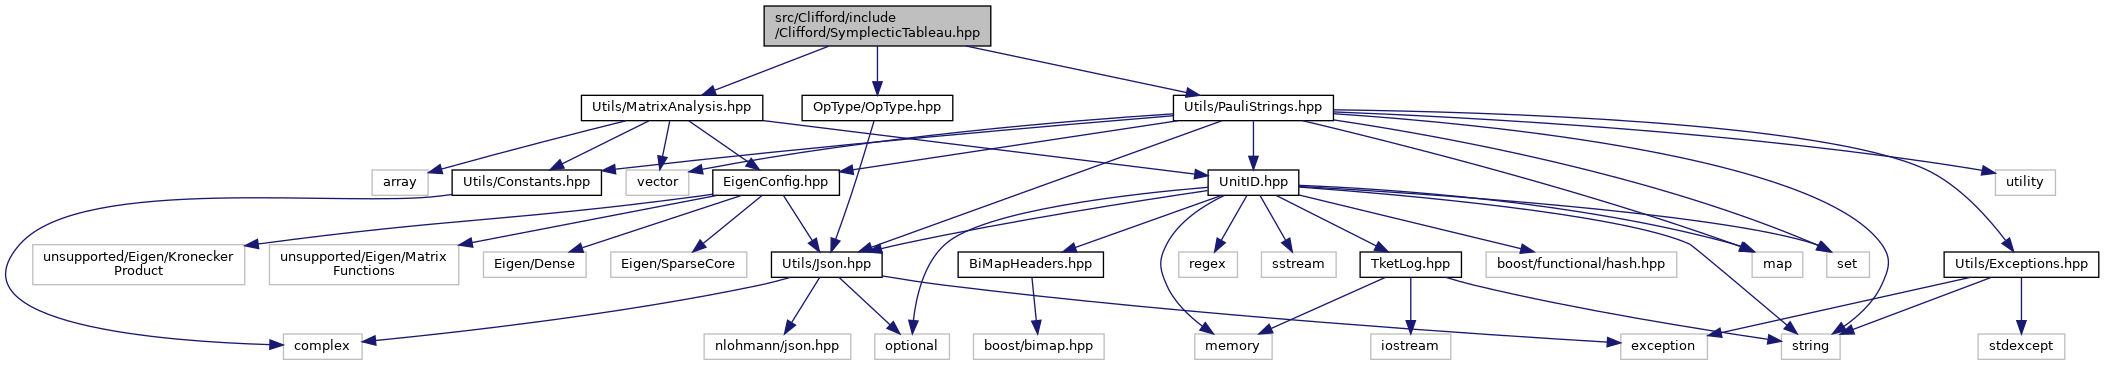 src/Clifford/include
/Clifford/SymplecticTableau.hpp
Utils/MatrixAnalysis.hpp
OpType/OpType.hpp
Utils/PauliStrings.hpp
array
Utils/Constants.hpp
vector
EigenConfig.hpp
UnitID.hpp
utility
unsupported/Eigen/Kronecker
Product
unsupported/Eigen/Matrix
Functions
Eigen/Dense
Eigen/SparseCore
Utils/Json.hpp
BiMapHeaders.hpp
regex
sstream
TketLog.hpp
boost/functional/hash.hpp
map
set
Utils/Exceptions.hpp
complex
nlohmann/json.hpp
optional
boost/bimap.hpp
memory
iostream
exception
string
stdexcept